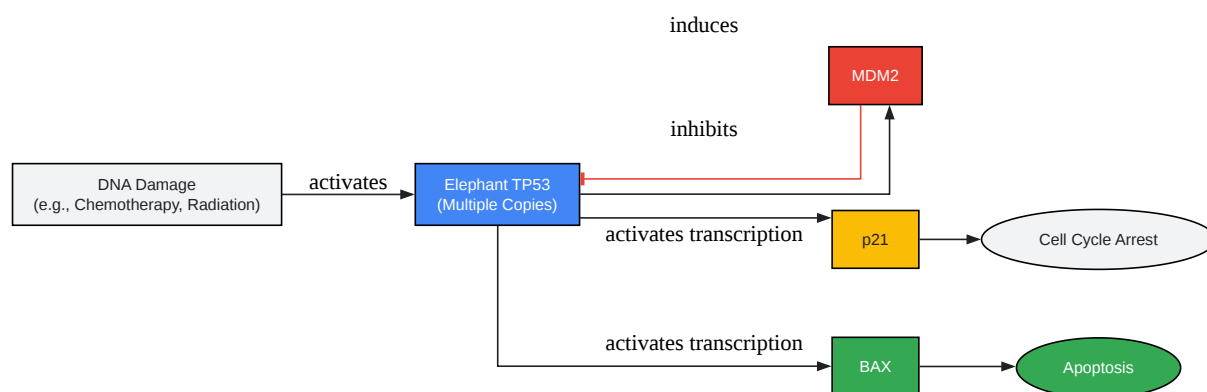 induces
MDM2
inhibits
DNA Damage
(e.g., Chemotherapy, Radiation)
activates
Elephant TP53
(Multiple Copies)
activates transcription
p21
Cell Cycle Arrest
activates transcription
BAX
Apoptosis